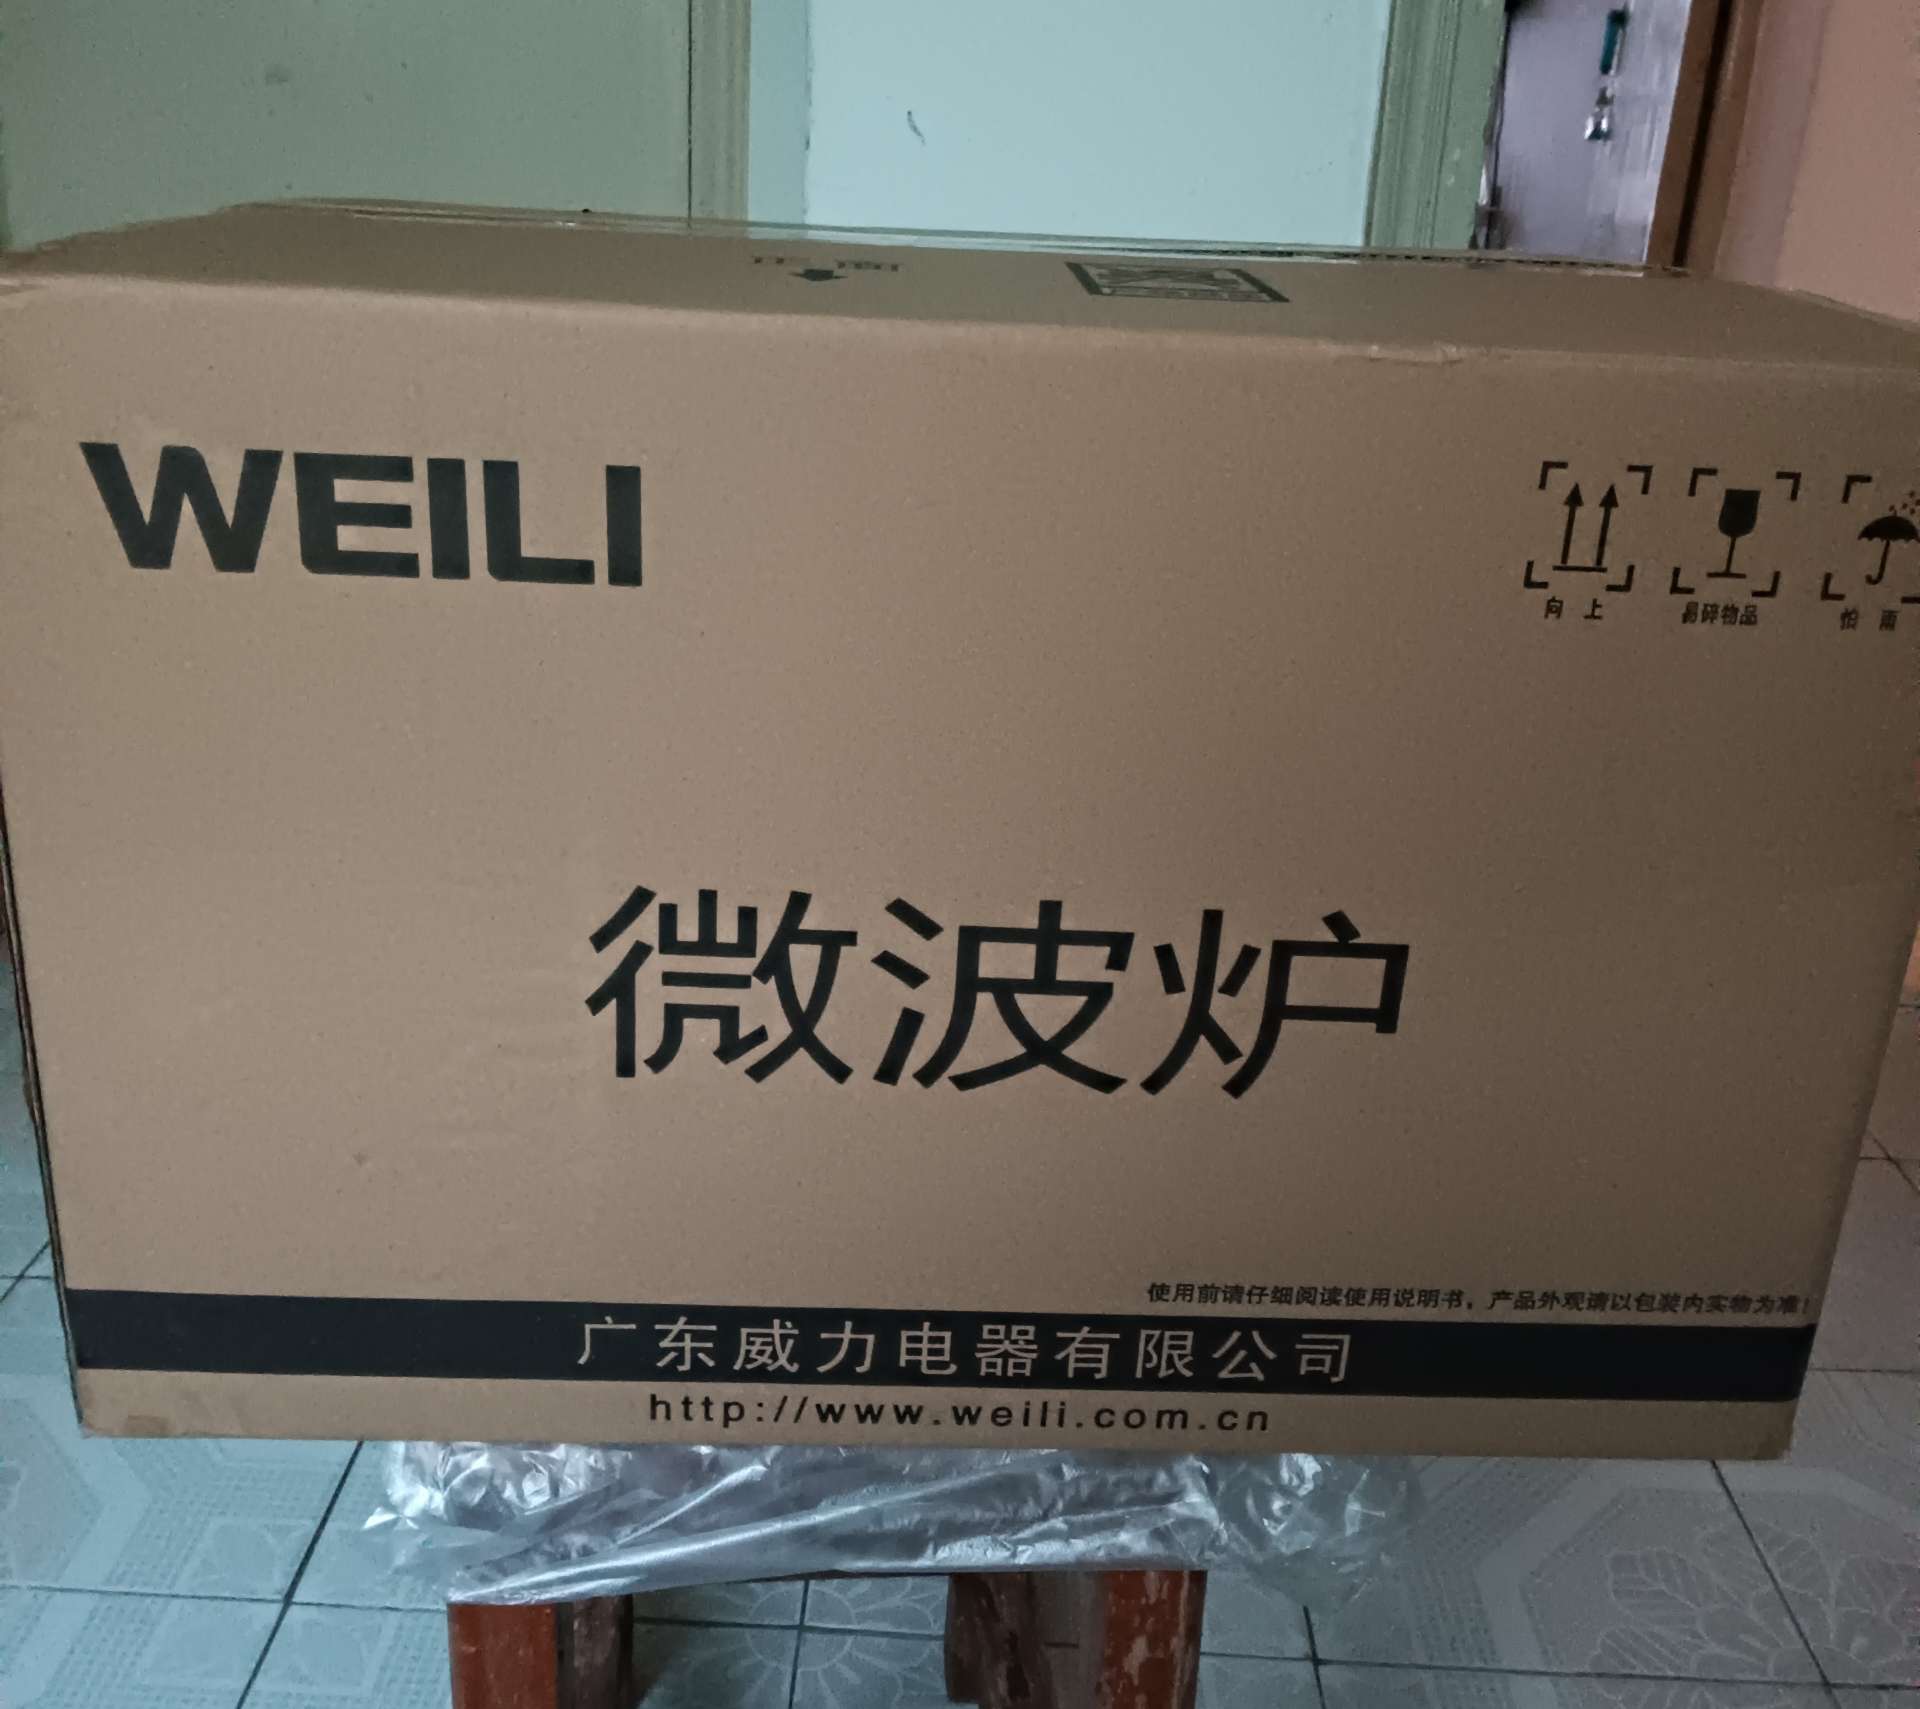 WEILI
向上
易碎物品
怕雨
微波炉
使用前请仔细阅读使用说明书，产品外观请以包装内实物为准！
广东威力电器有限公司
http://www.weili.com.cn